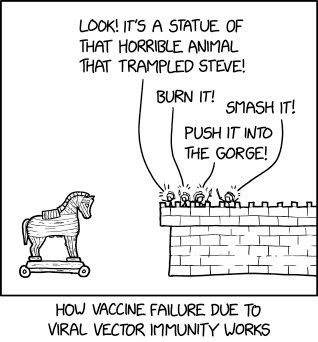 LOOK! IT'S A STATUE OF
THAT HORRIBLE ANIMAL
THAT TRAMPLED STEVE!
BURN IT!
SMASH IT!
PUSH IT INTO
THE GORGE!
HOW VACCINE FAILURE DUE TO
VIRAL VECTOR IMMUNITY WORKS